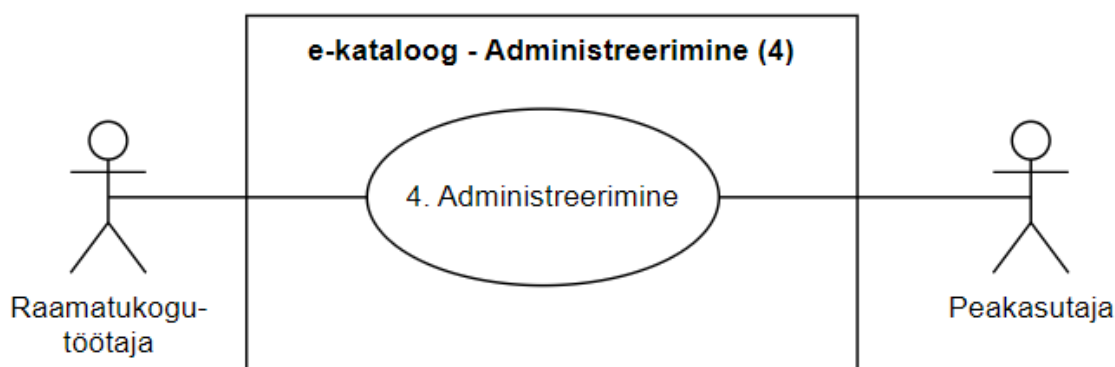 e-kataloog - Administreerimine (4)
4. Administreerimine
Raamatukogu-
töötaja
Peakasutaja